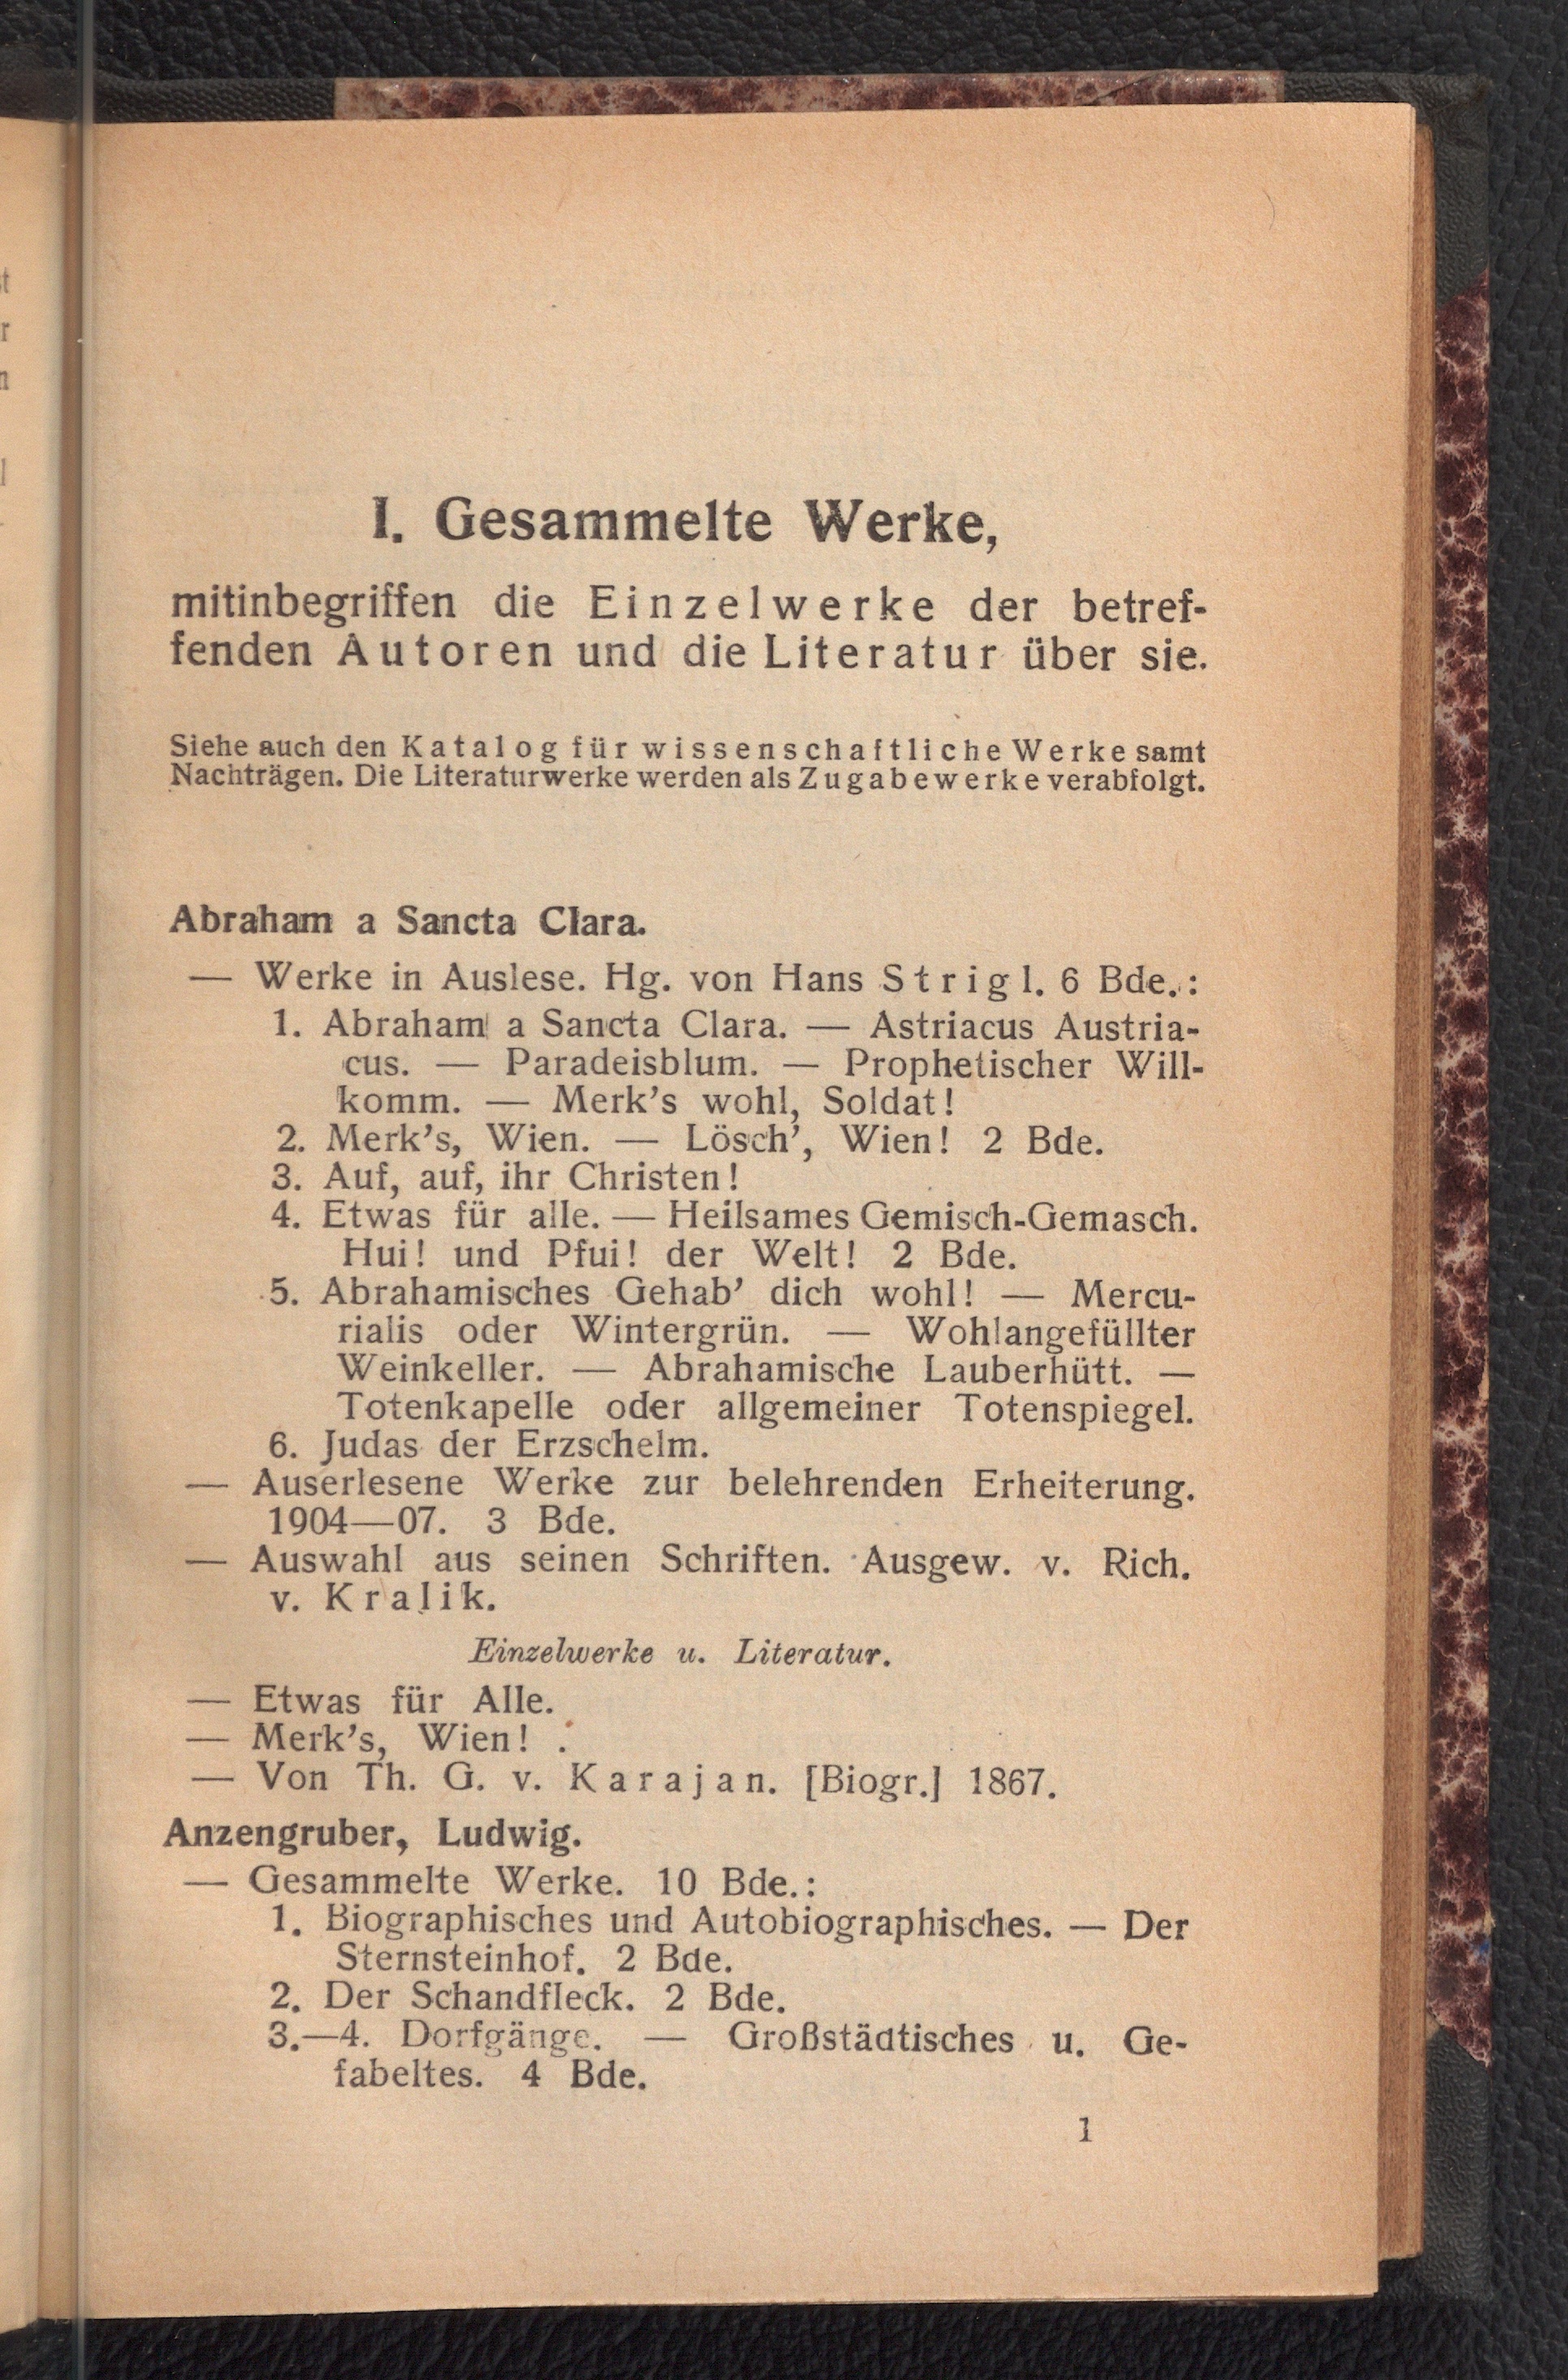 I. Gesammelte Werke,
mitinbegriffen die Einzelwerke der betref-
fenden Autoren und die Literatur über sie.
Siehe auch den Katalog für wissenschaftliche Werke samt
Nachträgen. Die Literaturwerke werden als Zugabewerke verabfolgt.
Abraham a Sancta Clara.
— Werke in Auslese. Hg. von Hans Strigl. 6 Bde.:
1. Abraham a Sancta Clara. — Astriacus Austria-
cus. — Paradeisblum. — Prophetischer Will-
komm. — Merk's wohl, Soldat!
2. Merk's, Wien. — Lösch', Wien! 2 Bde.
3. Auf, auf, ihr Christen!
4. Etwas für alle. — Heilsames Gemisch-Gemasch.
Hui! und Pfui! der Welt! 2 Bde.
5. Abrahamisches Gehab' dich wohl! — Mercu-
rialis oder Wintergrün. — Wohlangefüllter
Weinkeller. — Abrahamische Lauberhütt. —
Totenkapelle oder allgemeiner Totenspiegel.
6. Judas der Erzschelm.
— Auserlesene Werke zur belehrenden Erheiterung.
1904—07. 3 Bde.
— Auswahl aus seinen Schriften. Ausgew. v. Rich.
v. Kralik.
Einzelwerke u. Literatur.
— Etwas für Alle.
— Merk's, Wien!
— Von Th. G. v. Karajan. [Biogr.] 1867.
Anzengruber, Ludwig.
— Gesammelte Werke. 10 Bde.:
1. Biographisches und Autobiographisches. — Der
Sternsteinhof. 2 Bde.
2. Der Schandfleck. 2 Bde.
3.—4. Dorfgänge. — Großstädtisches u. Ge-
fabeltes. 4 Bde.
1